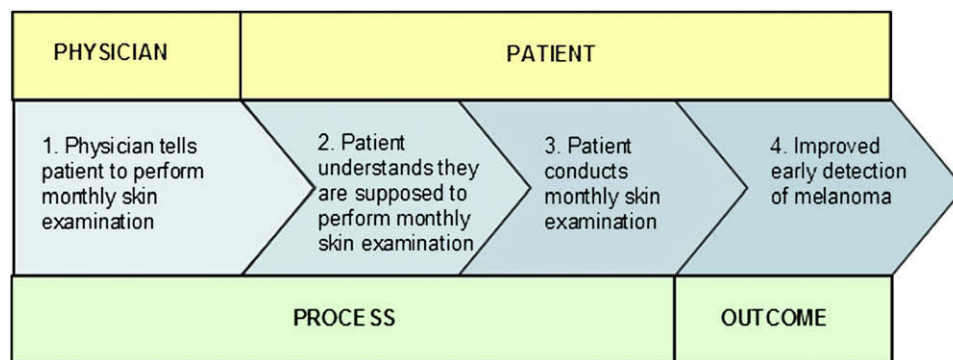 PHYSICIAN
PATIENT
1. Physician tells
patient to perform
monthly skin
examination
2. Patient
understands they
are supposed to
perform monthly
skin examination
3. Patient
conducts
monthly skin
examination
4. Improved
early detection
of melanoma
PROCESS
OUTCOME